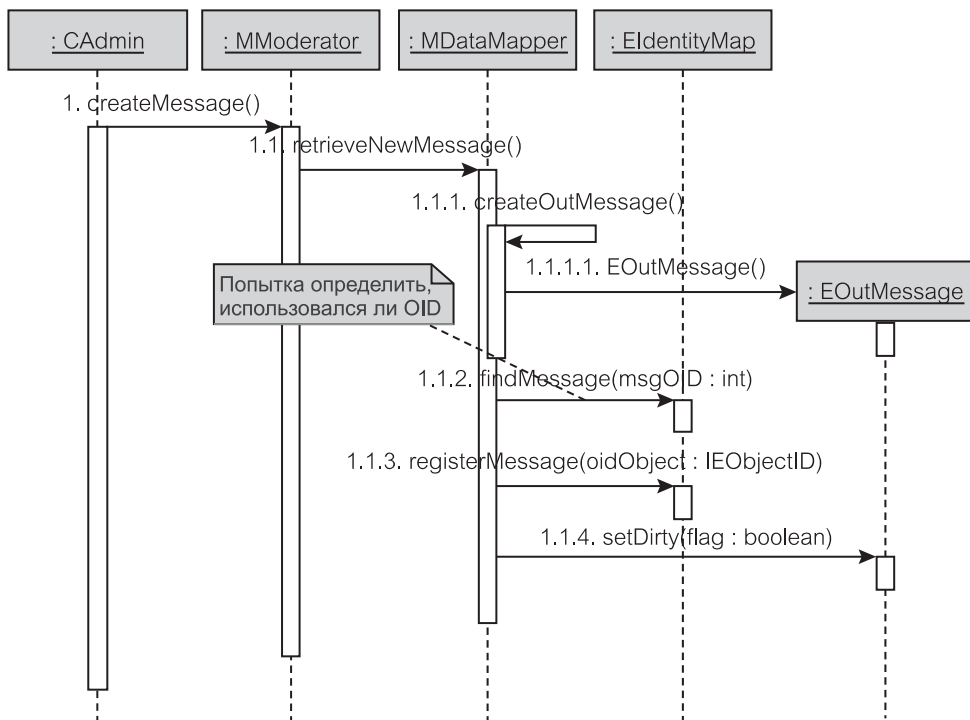 : CAdmin
: MModerator
: MDataMapper
: EIdentityMap
1. createMessage()
1.1. retrieveNewMessage()
1.1.1. createOutMessage()
1.1.1.1. EOutMessage()
: EOutMessage
Попытка определить,
использовался ли OID
1.1.2. findMessage(msgOID : int)
1.1.3. registerMessage(oidObject : IEObjectID)
1.1.4. setDirty(flag : boolean)